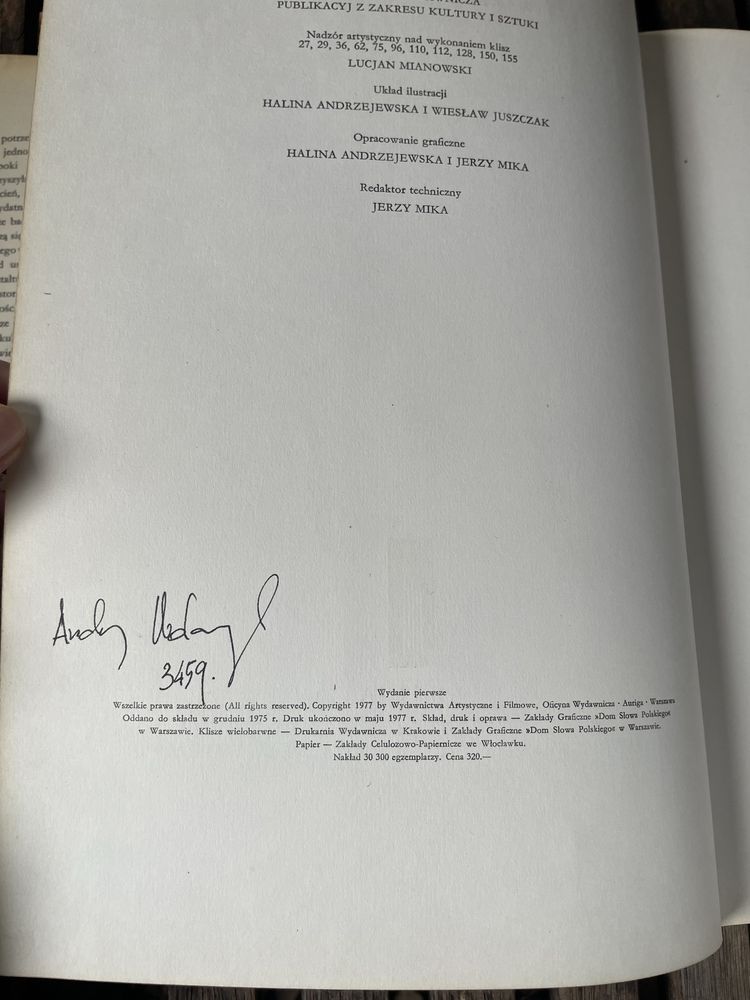 PUBLIKACYJ Z ZAKRESU KULTURY I SZTUKI
Nadzór artystyczny nad wykonaniem klisz
27, 29, 36, 62, 75, 96, 110, 112, 128, 150, 155
LUCJAN MIANOWSKI
Układ ilustracji
HALINA ANDRZEJEWSKA I WIESŁAW JUSZCZAK
Opracowanie graficzne
HALINA ANDRZEJEWSKA I JERZY MIKA
Redaktor techniczny
JERZY MIKA
potrze
jedno
3459.
Wydanie pierwsze
Wszelkie prawa zastrzeżone (All rights reserved). Copyright 1977 by Wydawnictwa Artystyczne i Filmowe, Oficyna Wydawnicza · Auriga · Warszawa
Oddano do składu w grudniu 1975 r. Druk ukończono w maju 1977 r. Skład, druk i oprawa — Zakłady Graficzne »Dom Słowa Polskiego«
w Warszawie. Klisze wielobarwne — Drukarnia Wydawnicza w Krakowie i Zakłady Graficzne »Dom Słowa Polskiego« w Warszawie.
Papier — Zakłady Celulozowo-Papiernicze we Włocławku.
Nakład 30 300 egzemplarzy. Cena 320.—